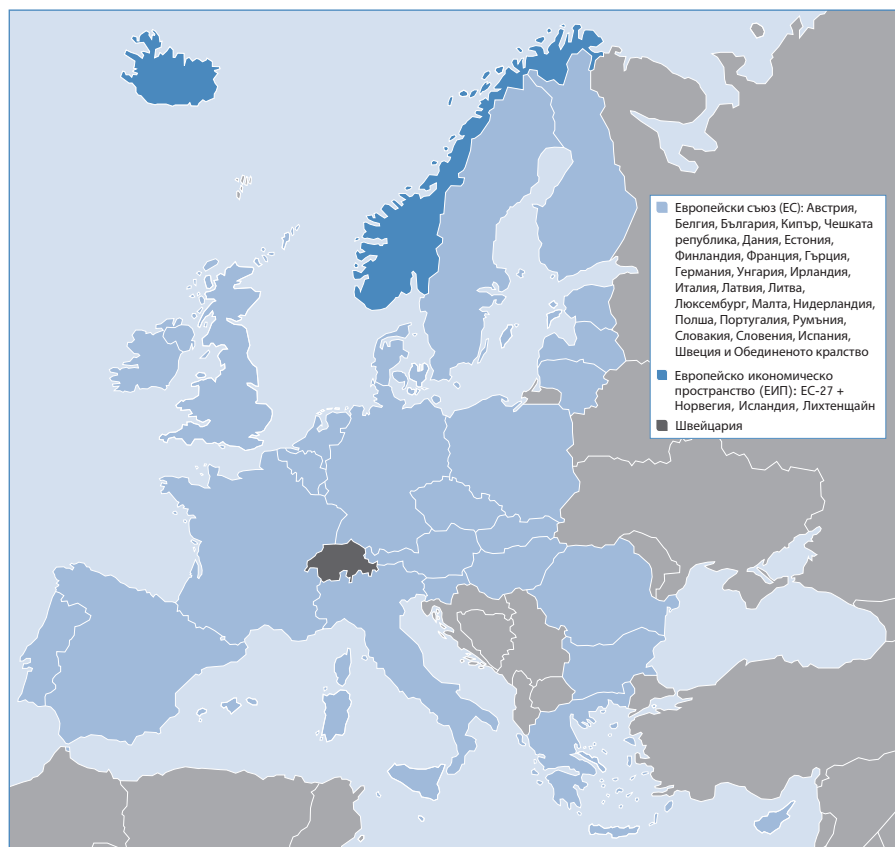 Европейски съюз (ЕС): Австрия,
Белгия, България, Кипър, Чешката
република, Дания, Естония,
Финландия, Франция, Гърция,
Германия, Унгария, Ирландия,
Италия, Латвия, Литва,
Люксембург, Малта, Нидерландия,
Полша, Португалия, Румъния,
Словакия, Словения, Испания,
Швеция и Обединеното кралство
Европейско икономическо
пространство (ЕИП): ЕС-27 +
Норвегия, Исландия, Лихтенщайн
Швейцария